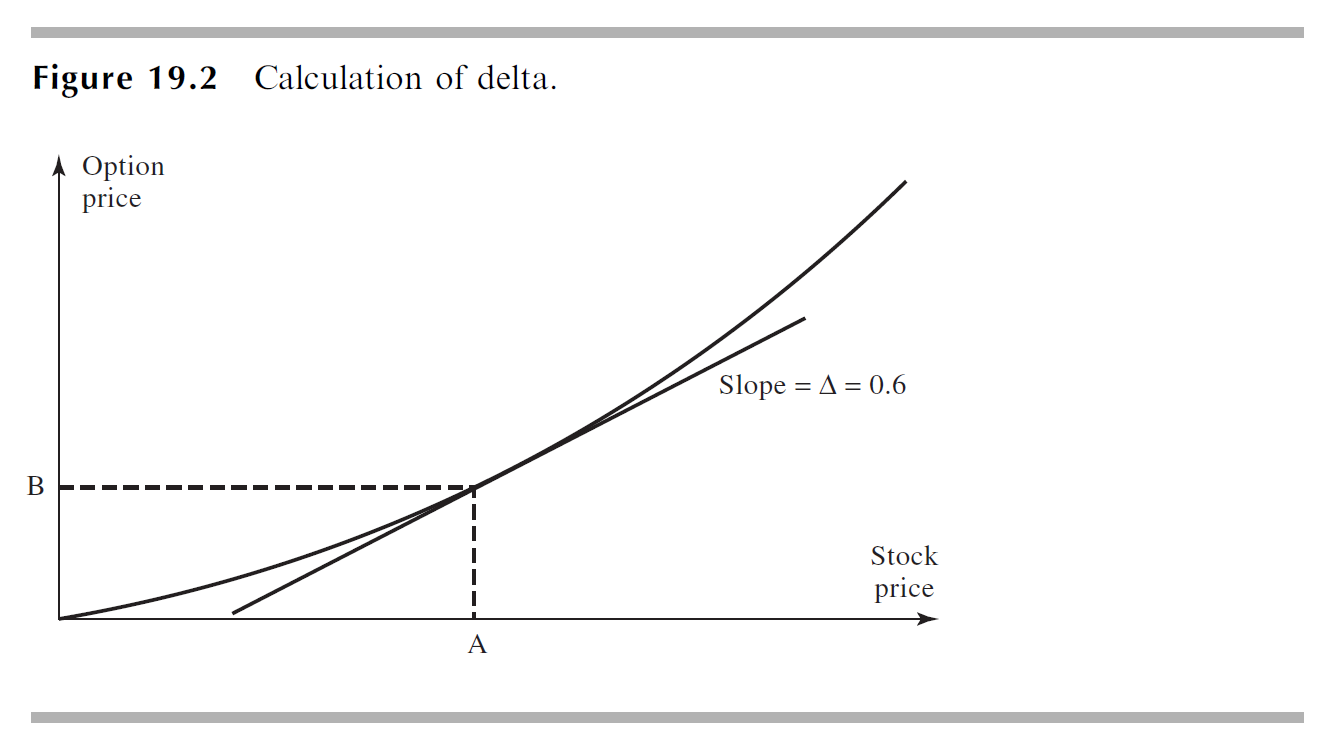 Figure 19.2 Calculation of delta.
Option
price
Slope = Δ = 0.6
B
Stock
price
A